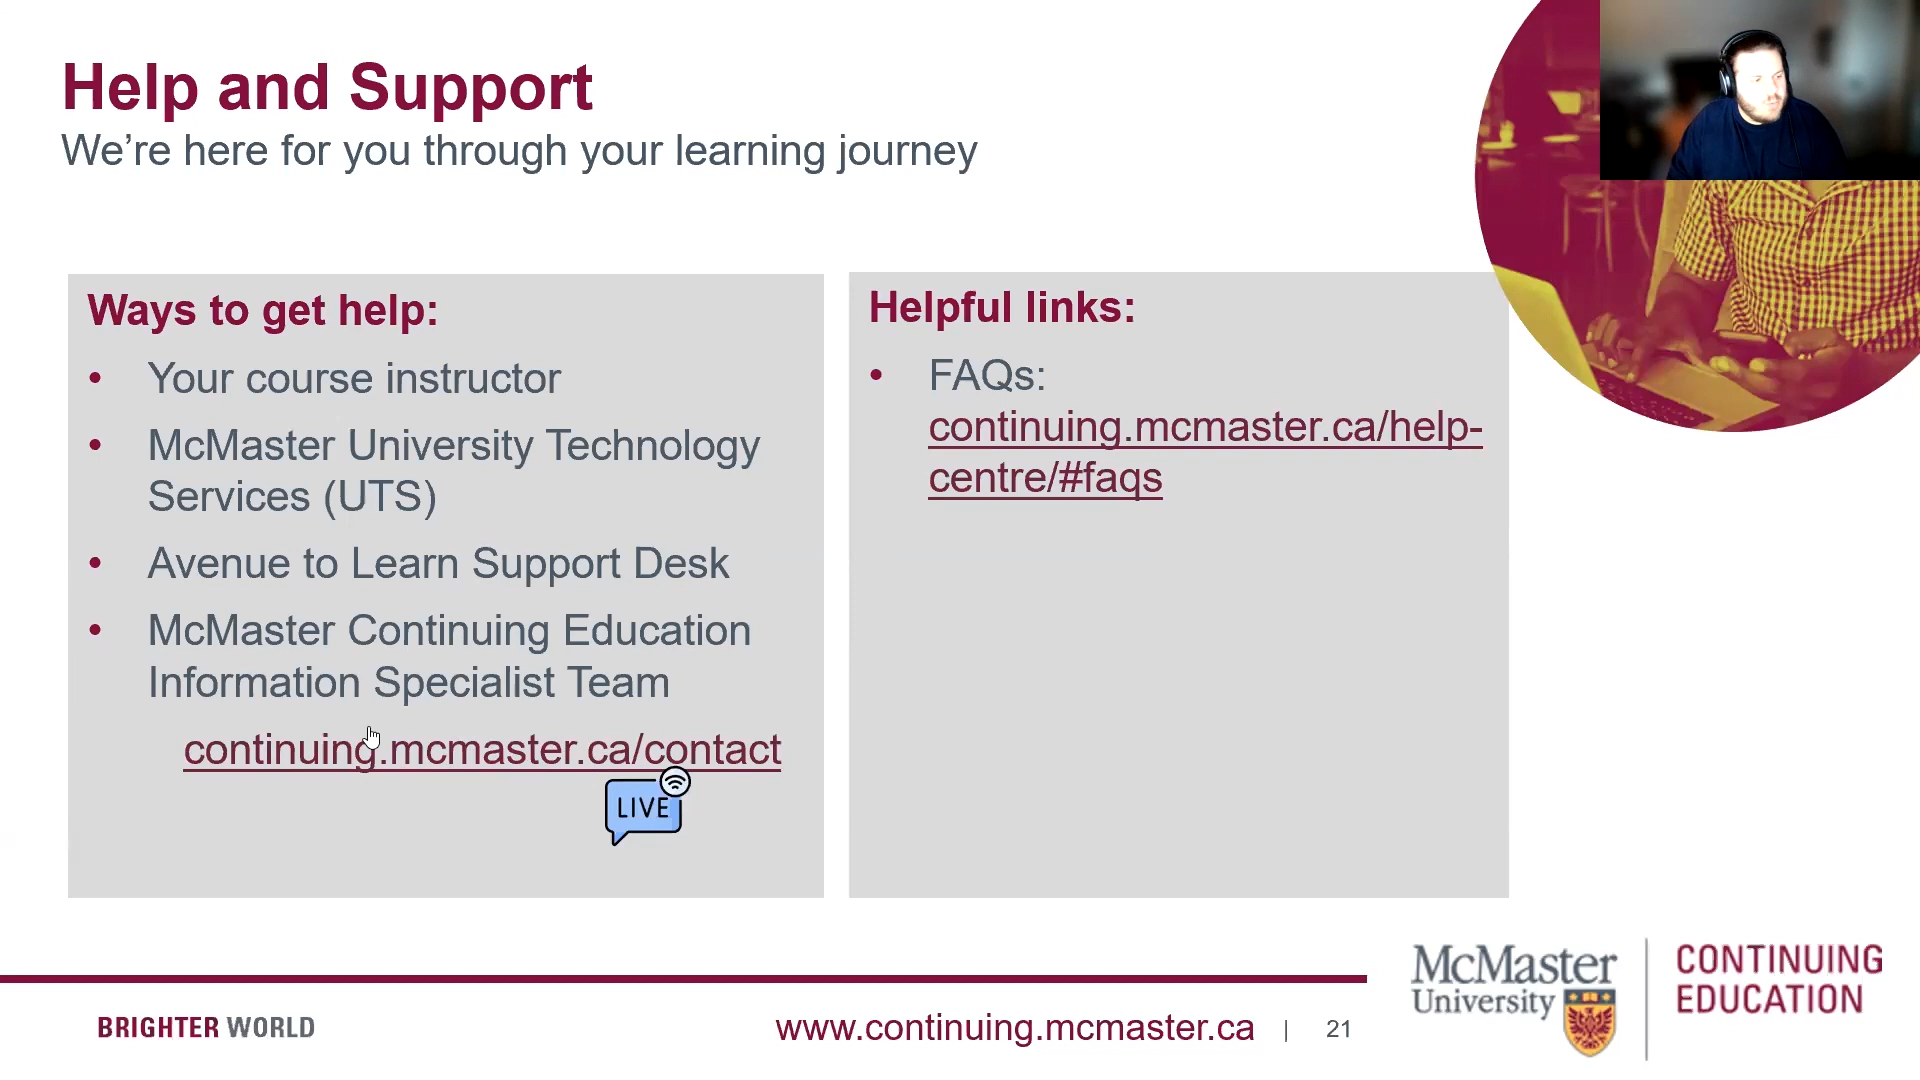 Help and Support
We’re here for you through your learning journey
Ways to get help:
• Your course instructor
• McMaster University Technology
Services (UTS)
• Avenue to Learn Support Desk
• McMaster Continuing Education
Information Specialist Team
continuing.mcmaster.ca/contact
LIVE
Helpful links:
• FAQs:
continuing.mcmaster.ca/help-
centre/#faqs
BRIGHTER WORLD
www.continuing.mcmaster.ca | 21
McMaster
University
CONTINUING
EDUCATION